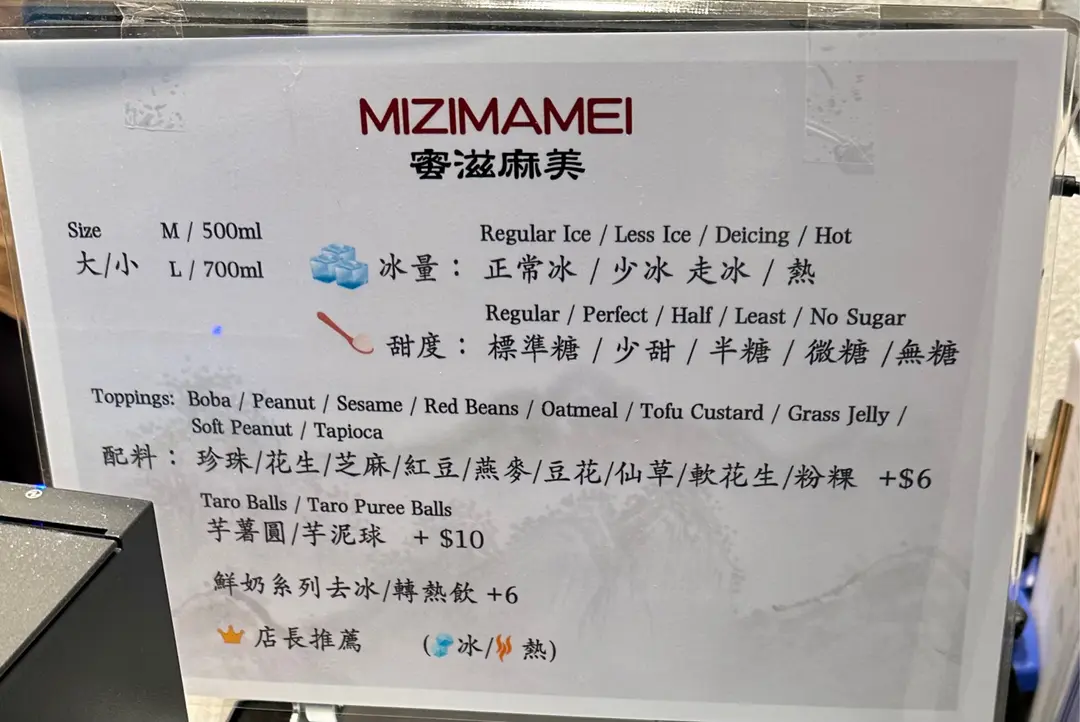 MIZIMAMEI
蜜滋麻美
Size M / 500ml
大/小 L / 700ml
Regular Ice / Less Ice / Deicing / Hot
冰量： 正常冰 / 少冰 走冰 / 熱
Regular / Perfect / Half / Least / No Sugar
甜度： 標準糖 / 少甜 / 半糖 / 微糖 /無糖
Toppings: Boba / Peanut / Sesame / Red Beans / Oatmeal / Tofu Custard / Grass Jelly /
Soft Peanut / Tapioca
配料： 珍珠/花生/芝麻/紅豆/燕麥/豆花/仙草/軟花生/粉粿 +$6
Taro Balls / Taro Puree Balls
芋薯圓/芋泥球 + $10
鮮奶系列去冰/轉熱飲 +6
店長推薦 (冰/熱)